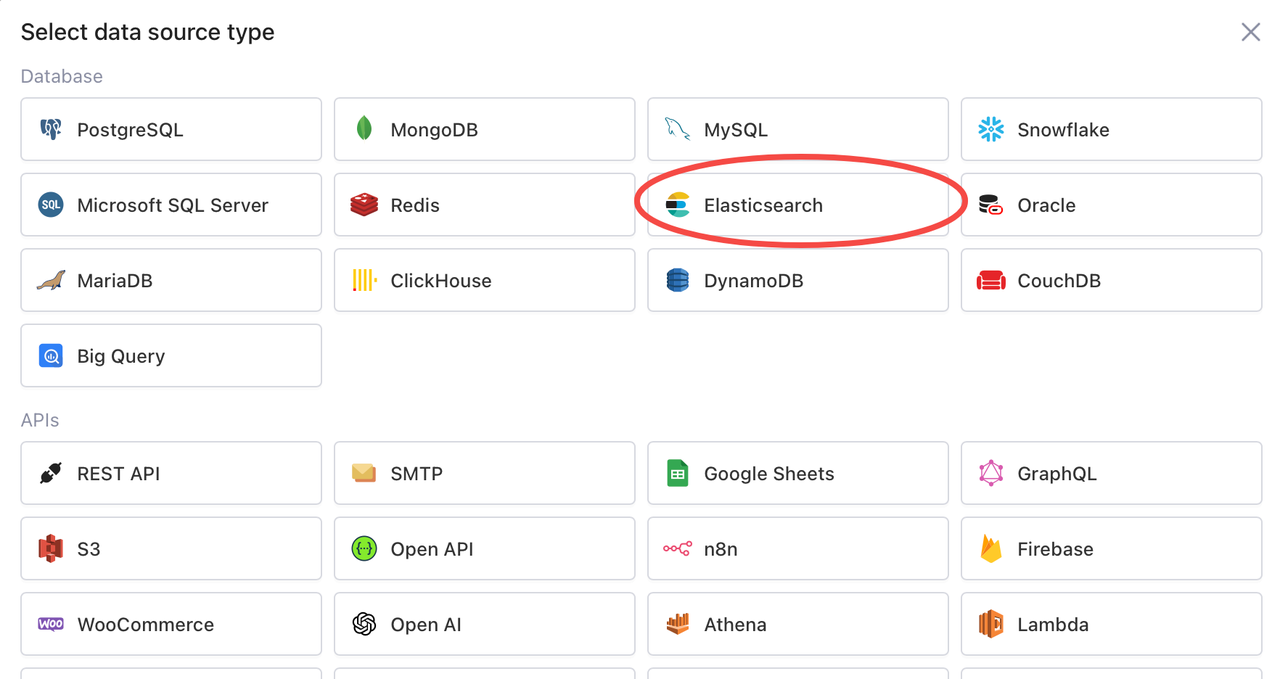 Select data source type
Database
PostgreSQL
MongoDB
MySQL
Snowflake
SQL
Microsoft SQL Server
Redis
Elasticsearch
Oracle
MariaDB
ClickHouse
DynamoDB
CouchDB
Big Query
APIs
REST API
SMTP
Google Sheets
GraphQL
S3
Open API
n8n
Firebase
WOO
WooCommerce
Open AI
Athena
Lambda